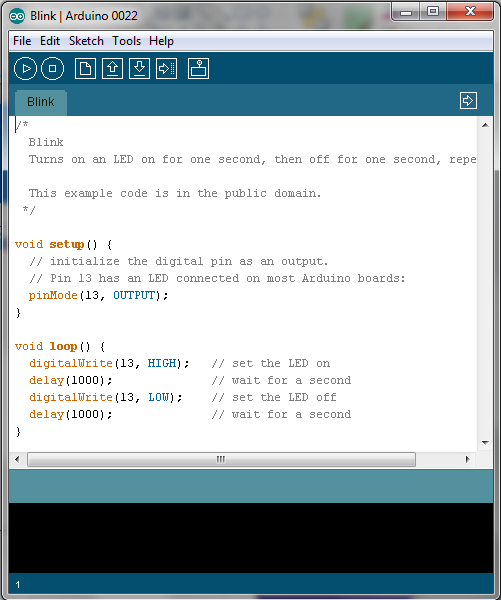 Blink | Arduino 0022
File Edit Sketch Tools Help
Blink
/*
  Blink
  Turns on an LED on for one second, then off for one second, repe

  This example code is in the public domain.
 */

void setup() {
  // initialize the digital pin as an output.
  // Pin 13 has an LED connected on most Arduino boards:
  pinMode(13, OUTPUT);
}

void loop() {
  digitalWrite(13, HIGH);   // set the LED on
  delay(1000);              // wait for a second
  digitalWrite(13, LOW);    // set the LED off
  delay(1000);              // wait for a second
}
1